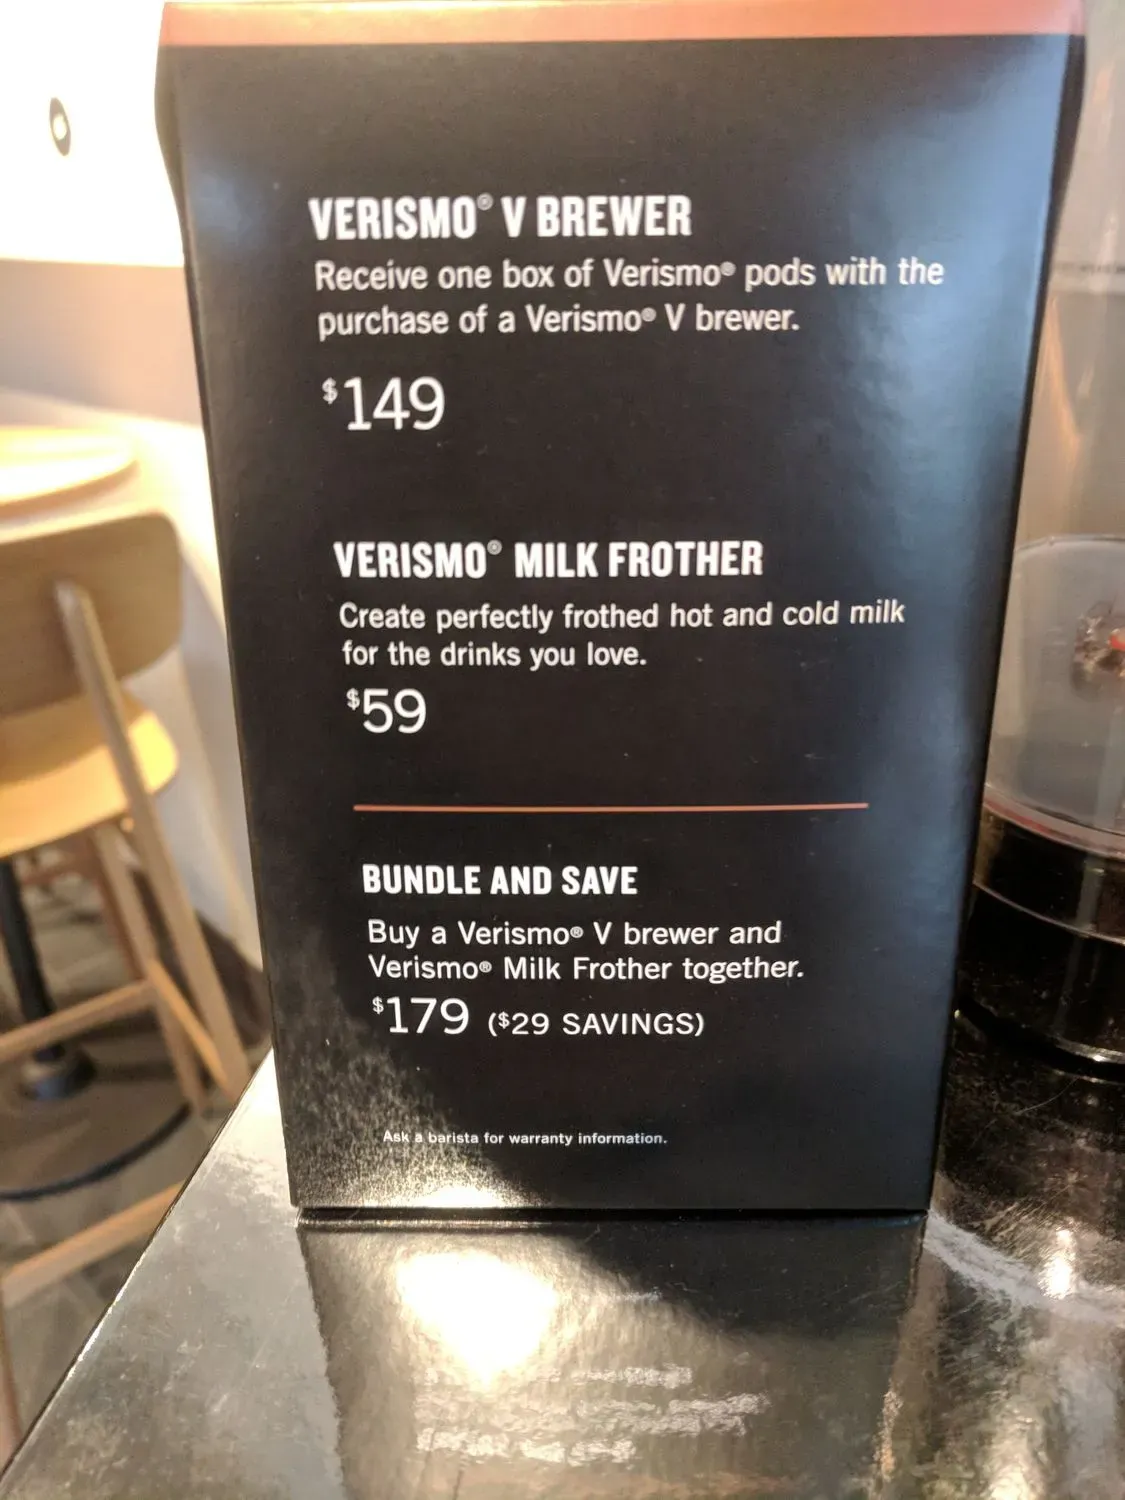 VERISMO® V BREWER
Receive one box of Verismo® pods with the
purchase of a Verismo® V brewer.
$149
VERISMO® MILK FROTHER
Create perfectly frothed hot and cold milk
for the drinks you love.
$59
BUNDLE AND SAVE
Buy a Verismo® V brewer and
Verismo® Milk Frother together.
$179 ($29 SAVINGS)
Ask a barista for warranty information.